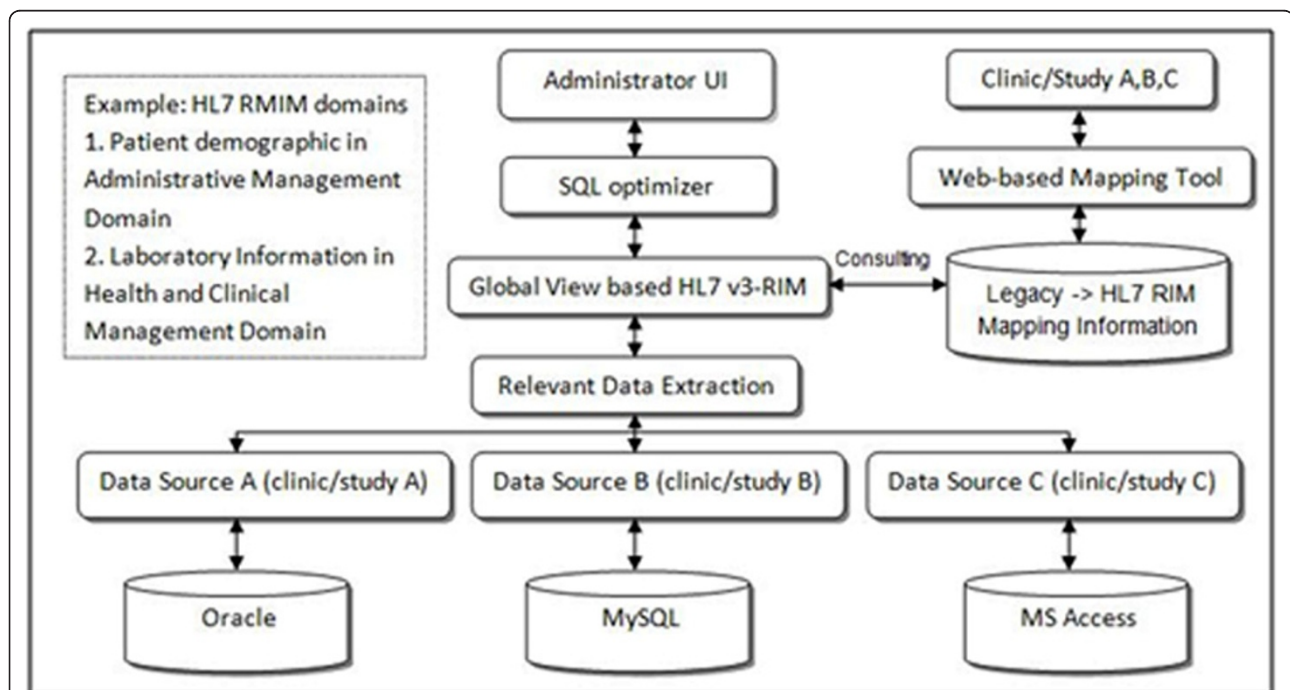 Example: HL7 RMIM domains
1. Patient demographic in
Administrative Management
Domain
2. Laboratory Information in
Health and Clinical
Management Domain
Administrator UI
SQL optimizer
Global View based HL7 v3-RIM
Relevant Data Extraction
Clinic/Study A,B,C
Web-based Mapping Tool
Consulting
Legacy -> HL7 RIM
Mapping Information
Data Source A (clinic/study A)
Data Source B (clinic/study B)
Data Source C (clinic/study C)
Oracle
MySQL
MS Access